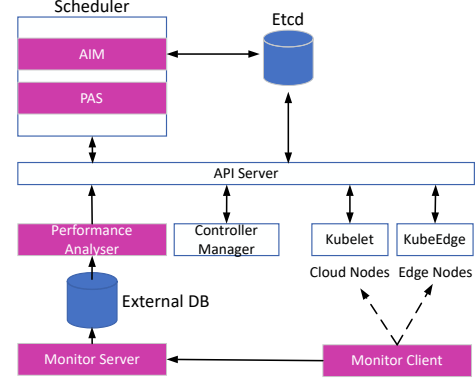 Scheduler
AIM
PAS
Etcd
API Server
Performance
Analyser
Controller
Manager
Kubelet
KubeEdge
Cloud Nodes
Edge Nodes
External DB
Monitor Server
Monitor Client